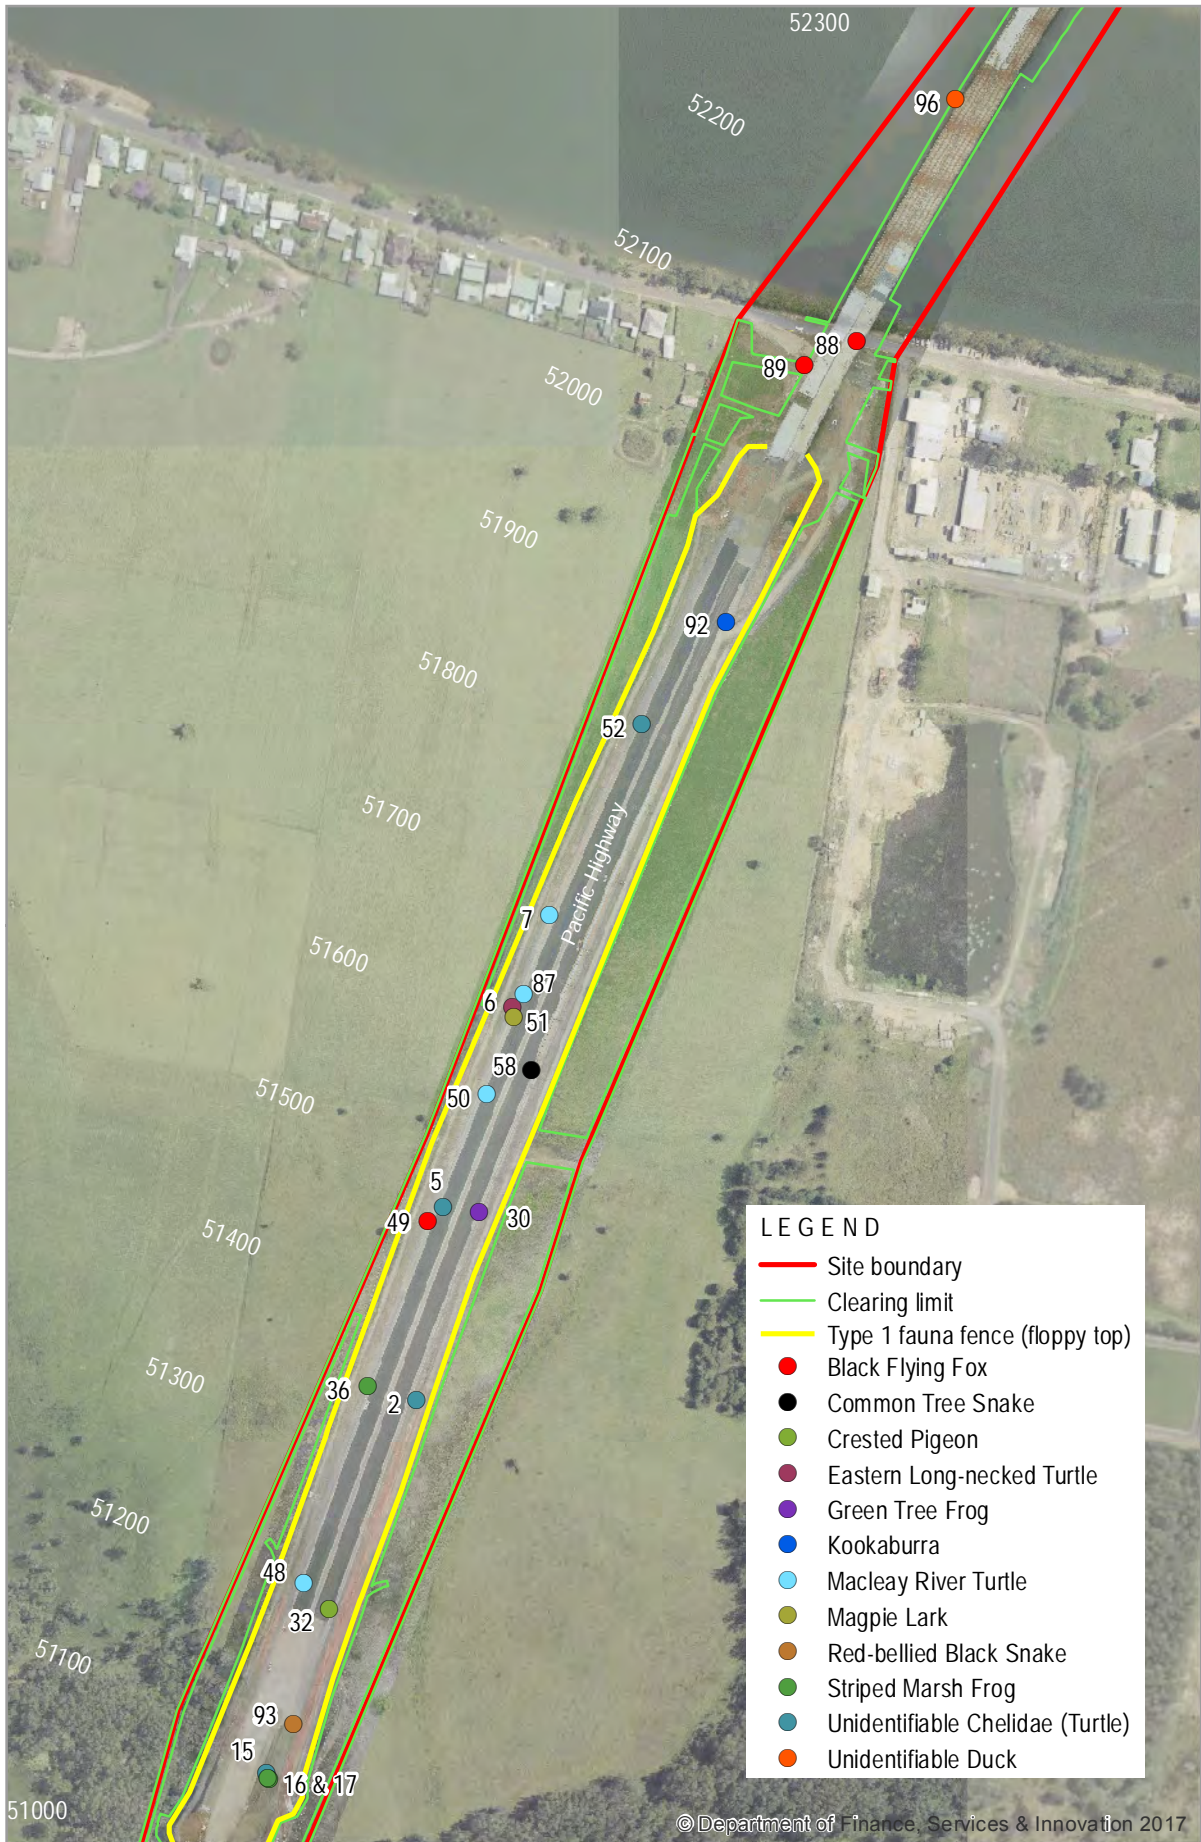 52300
96
52200
52100
88
89
52000
51900
92
51800
52
51700
Pacific Highway
7
51600
87
6
51
58
50
51500
5
49
30
51400
36
2
51300
51200
48
32
51100
93
15
16 & 17
51000
LEGEND
Site boundary
Clearing limit
Type 1 fauna fence (floppy top)
Black Flying Fox
Common Tree Snake
Crested Pigeon
Eastern Long-necked Turtle
Green Tree Frog
Kookaburra
Macleay River Turtle
Magpie Lark
Red-bellied Black Snake
Striped Marsh Frog
Unidentifiable Chelidae (Turtle)
Unidentifiable Duck
© Department of Finance, Services & Innovation 2017